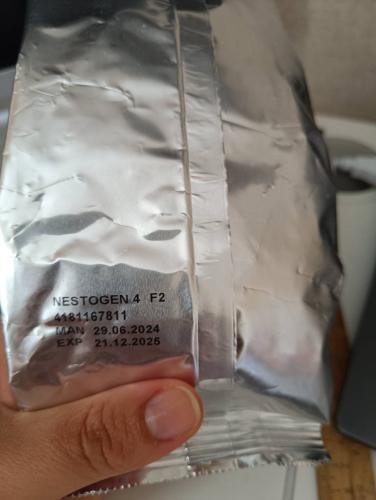 NESTOGEN 4 F2
4181167811
MAN 29.06.2024
EXP 21.12.2025